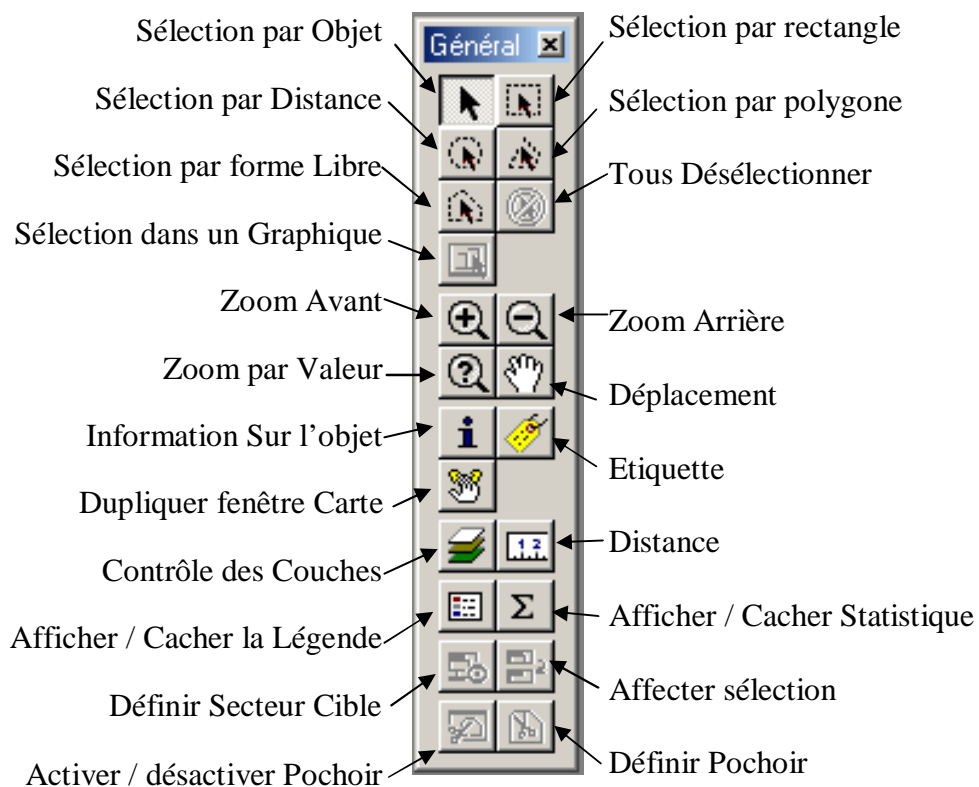 Sélection par Objet
Général
Sélection par rectangle
Sélection par Distance
Sélection par polygone
Sélection par forme Libre
Tous Désélectionner
Sélection dans un Graphique
Zoom Avant
Zoom Arrière
Zoom par Valeur
Déplacement
Information Sur l'objet
Etiquette
Dupliquer fenêtre Carte
1 2
Distance
Contrôle des Couches
Σ
Afficher / Cacher Statistique
Afficher / Cacher la Légende
Affecter sélection
Définir Secteur Cible
Définir Pochoir
Activer / désactiver Pochoir